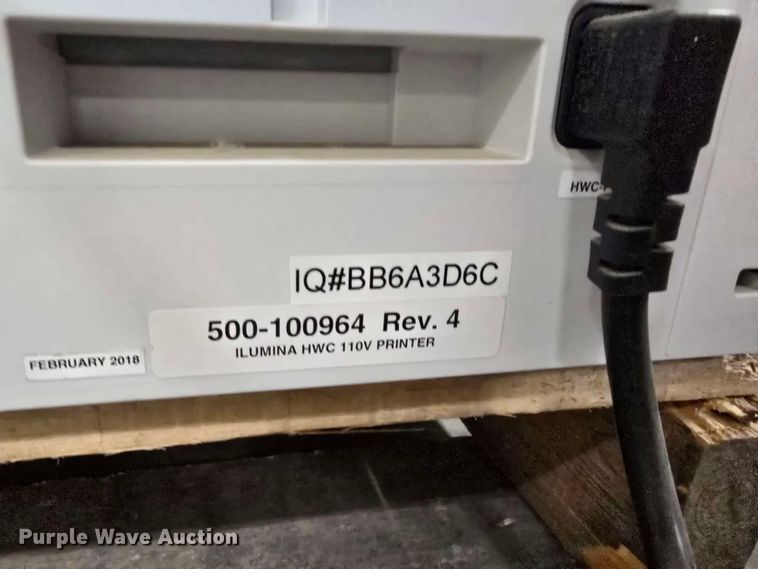 HWC-
IQ#BB6A3D6C
500-100964 Rev. 4
ILUMINA HWC 110V PRINTER
FEBRUARY 2018
Purple Wave Auction